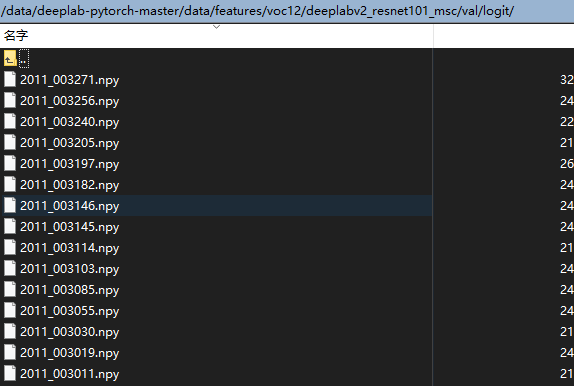 /data/deeplab-pytorch-master/data/features/voc12/deeplabv2_resnet101_msc/val/logit/
名字
..
2011_003271.npy 32
2011_003256.npy 24
2011_003240.npy 22
2011_003205.npy 21
2011_003197.npy 26
2011_003182.npy 24
2011_003146.npy 24
2011_003145.npy 24
2011_003114.npy 21
2011_003103.npy 24
2011_003085.npy 24
2011_003055.npy 24
2011_003030.npy 21
2011_003019.npy 24
2011_003011.npy 21